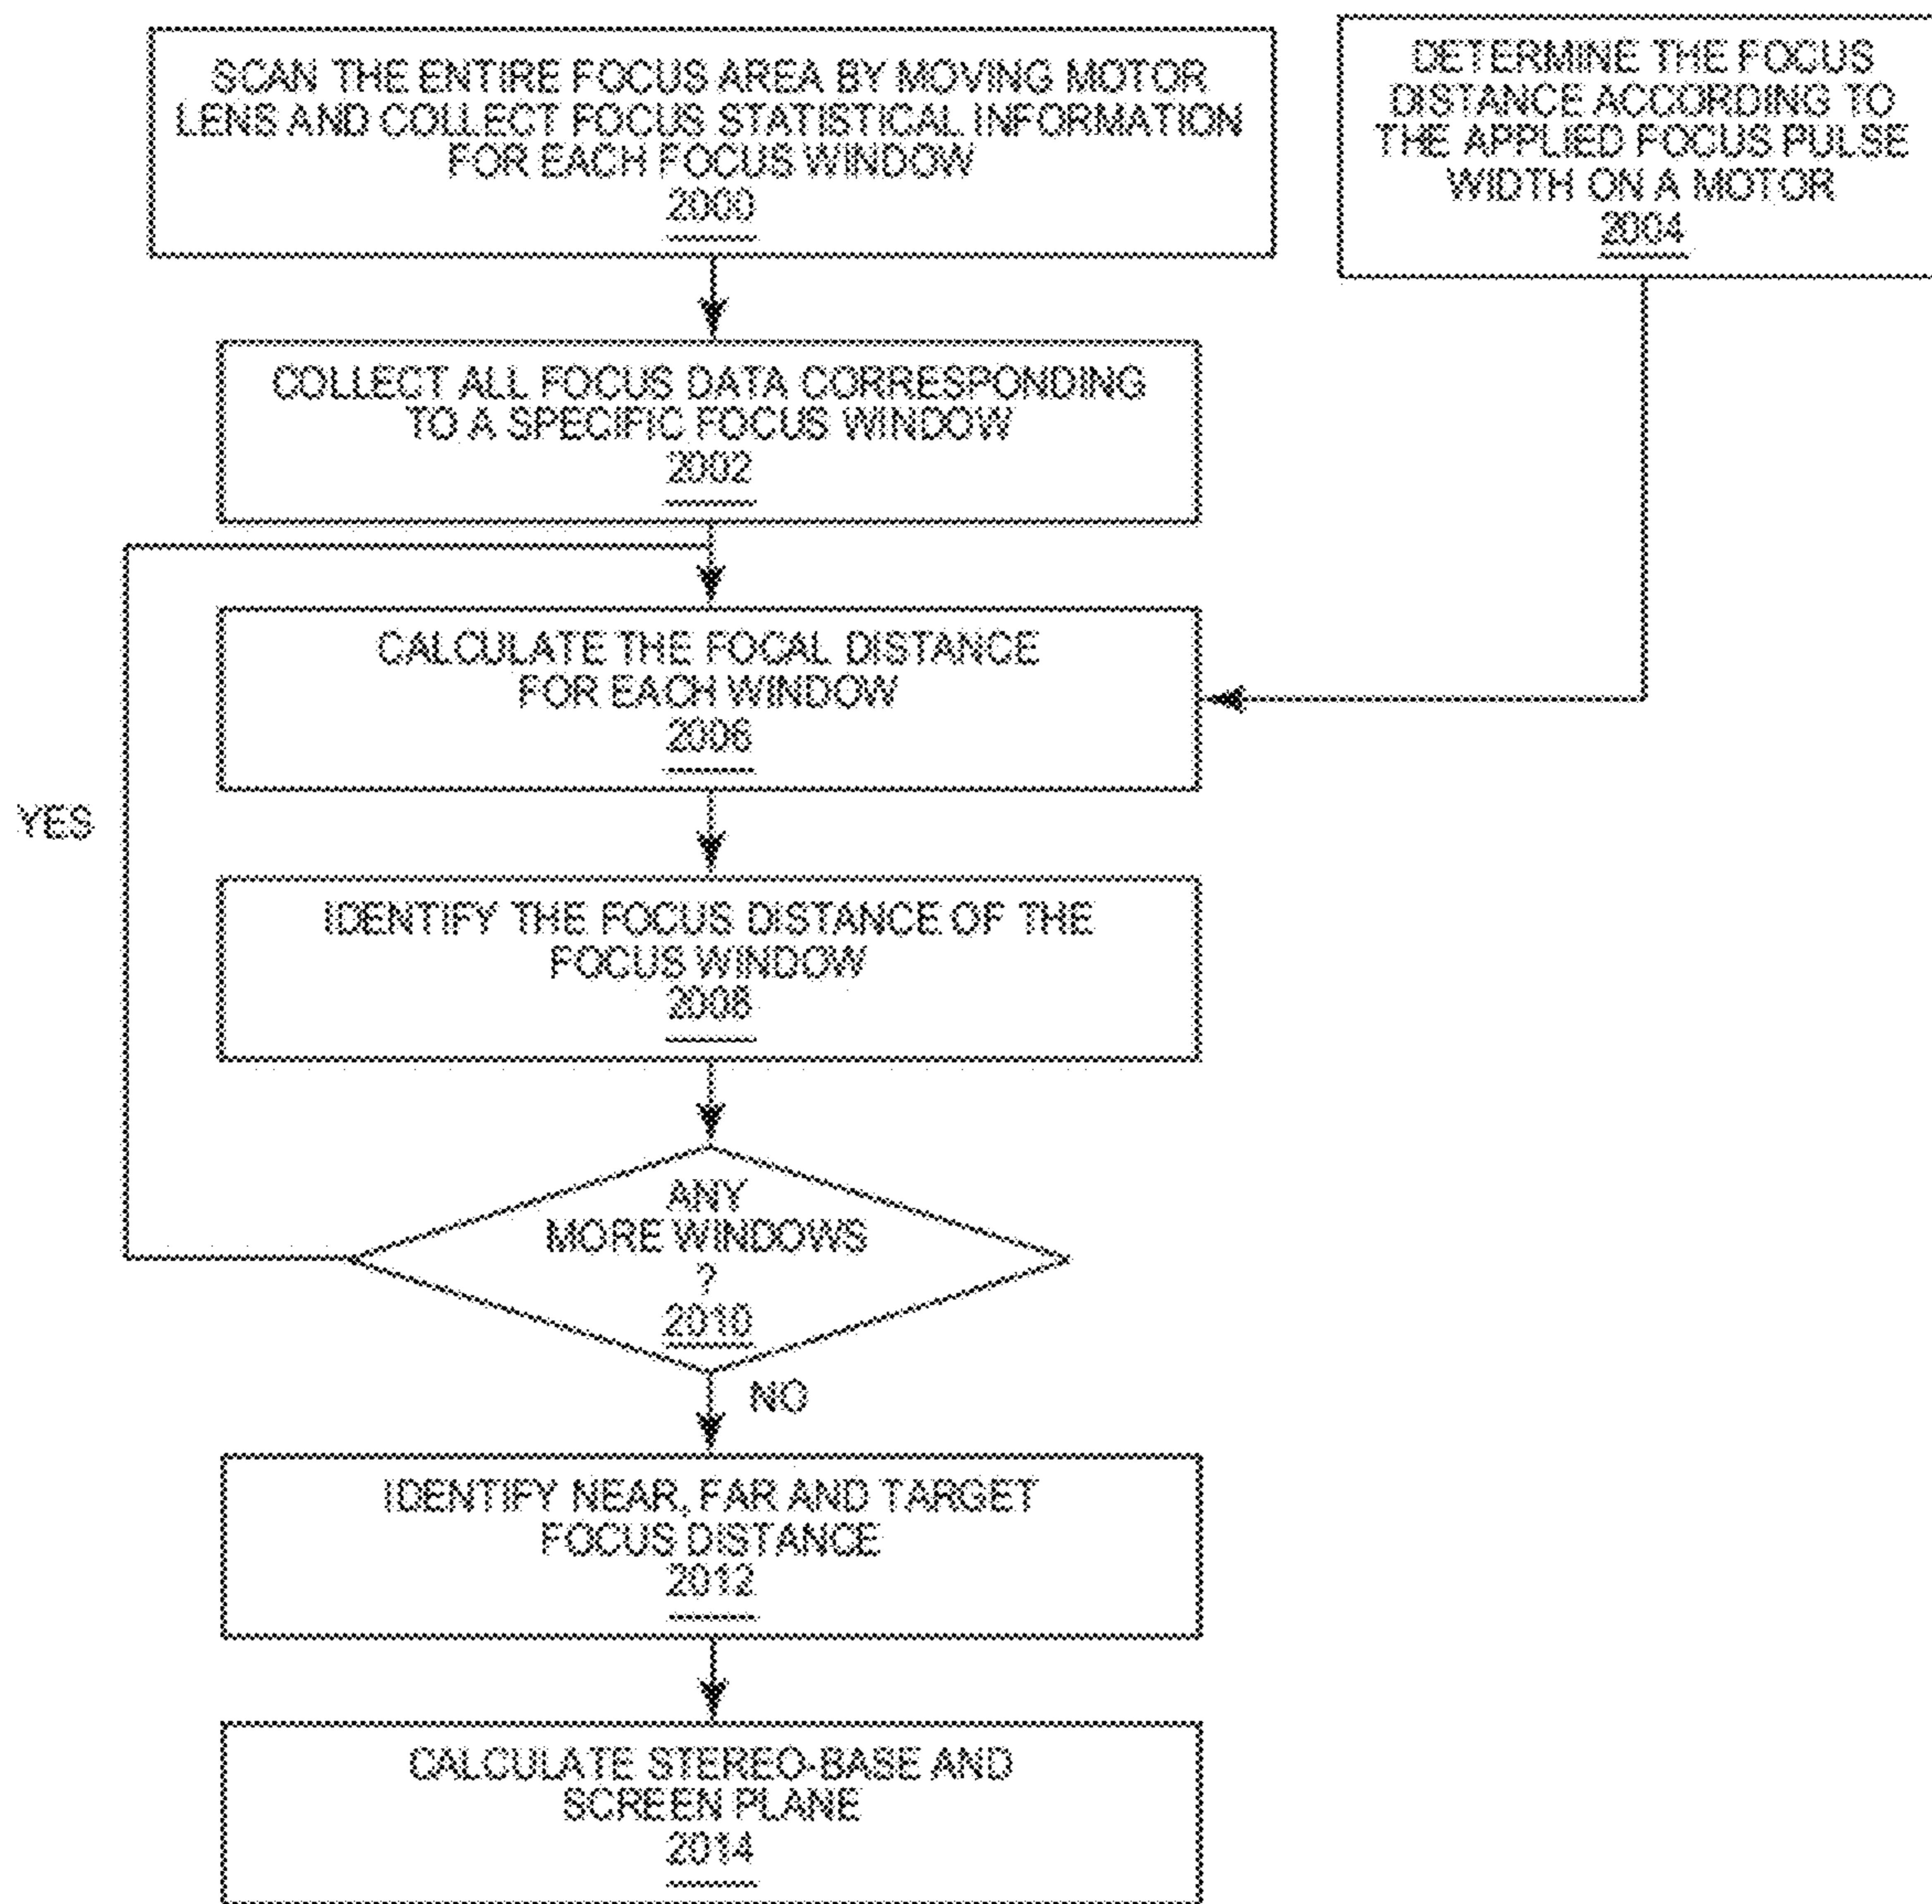 SCAN THE ENTIRE FOCUS AREA BY MOVING MOTOR
LENS AND COLLECT FOCUS STATISTICAL INFORMATION
FOR EACH FOCUS WINDOW
2000
DETERMINE THE FOCUS
DISTANCE ACCORDING TO
THE APPLIED FOCUS PULSE
WIDTH ON A MOTOR
2004
COLLECT ALL FOCUS DATA CORRESPONDING
TO A SPECIFIC FOCUS WINDOW
2002
CALCULATE THE FOCAL DISTANCE
FOR EACH WINDOW
2006
YES
IDENTIFY THE FOCUS DISTANCE OF THE
FOCUS WINDOW
2008
ANY
MORE WINDOWS
?
2010
NO
IDENTIFY NEAR, FAR AND TARGET
FOCUS DISTANCE
2012
CALCULATE STEREO-BASE AND
SCREEN PLANE
2014